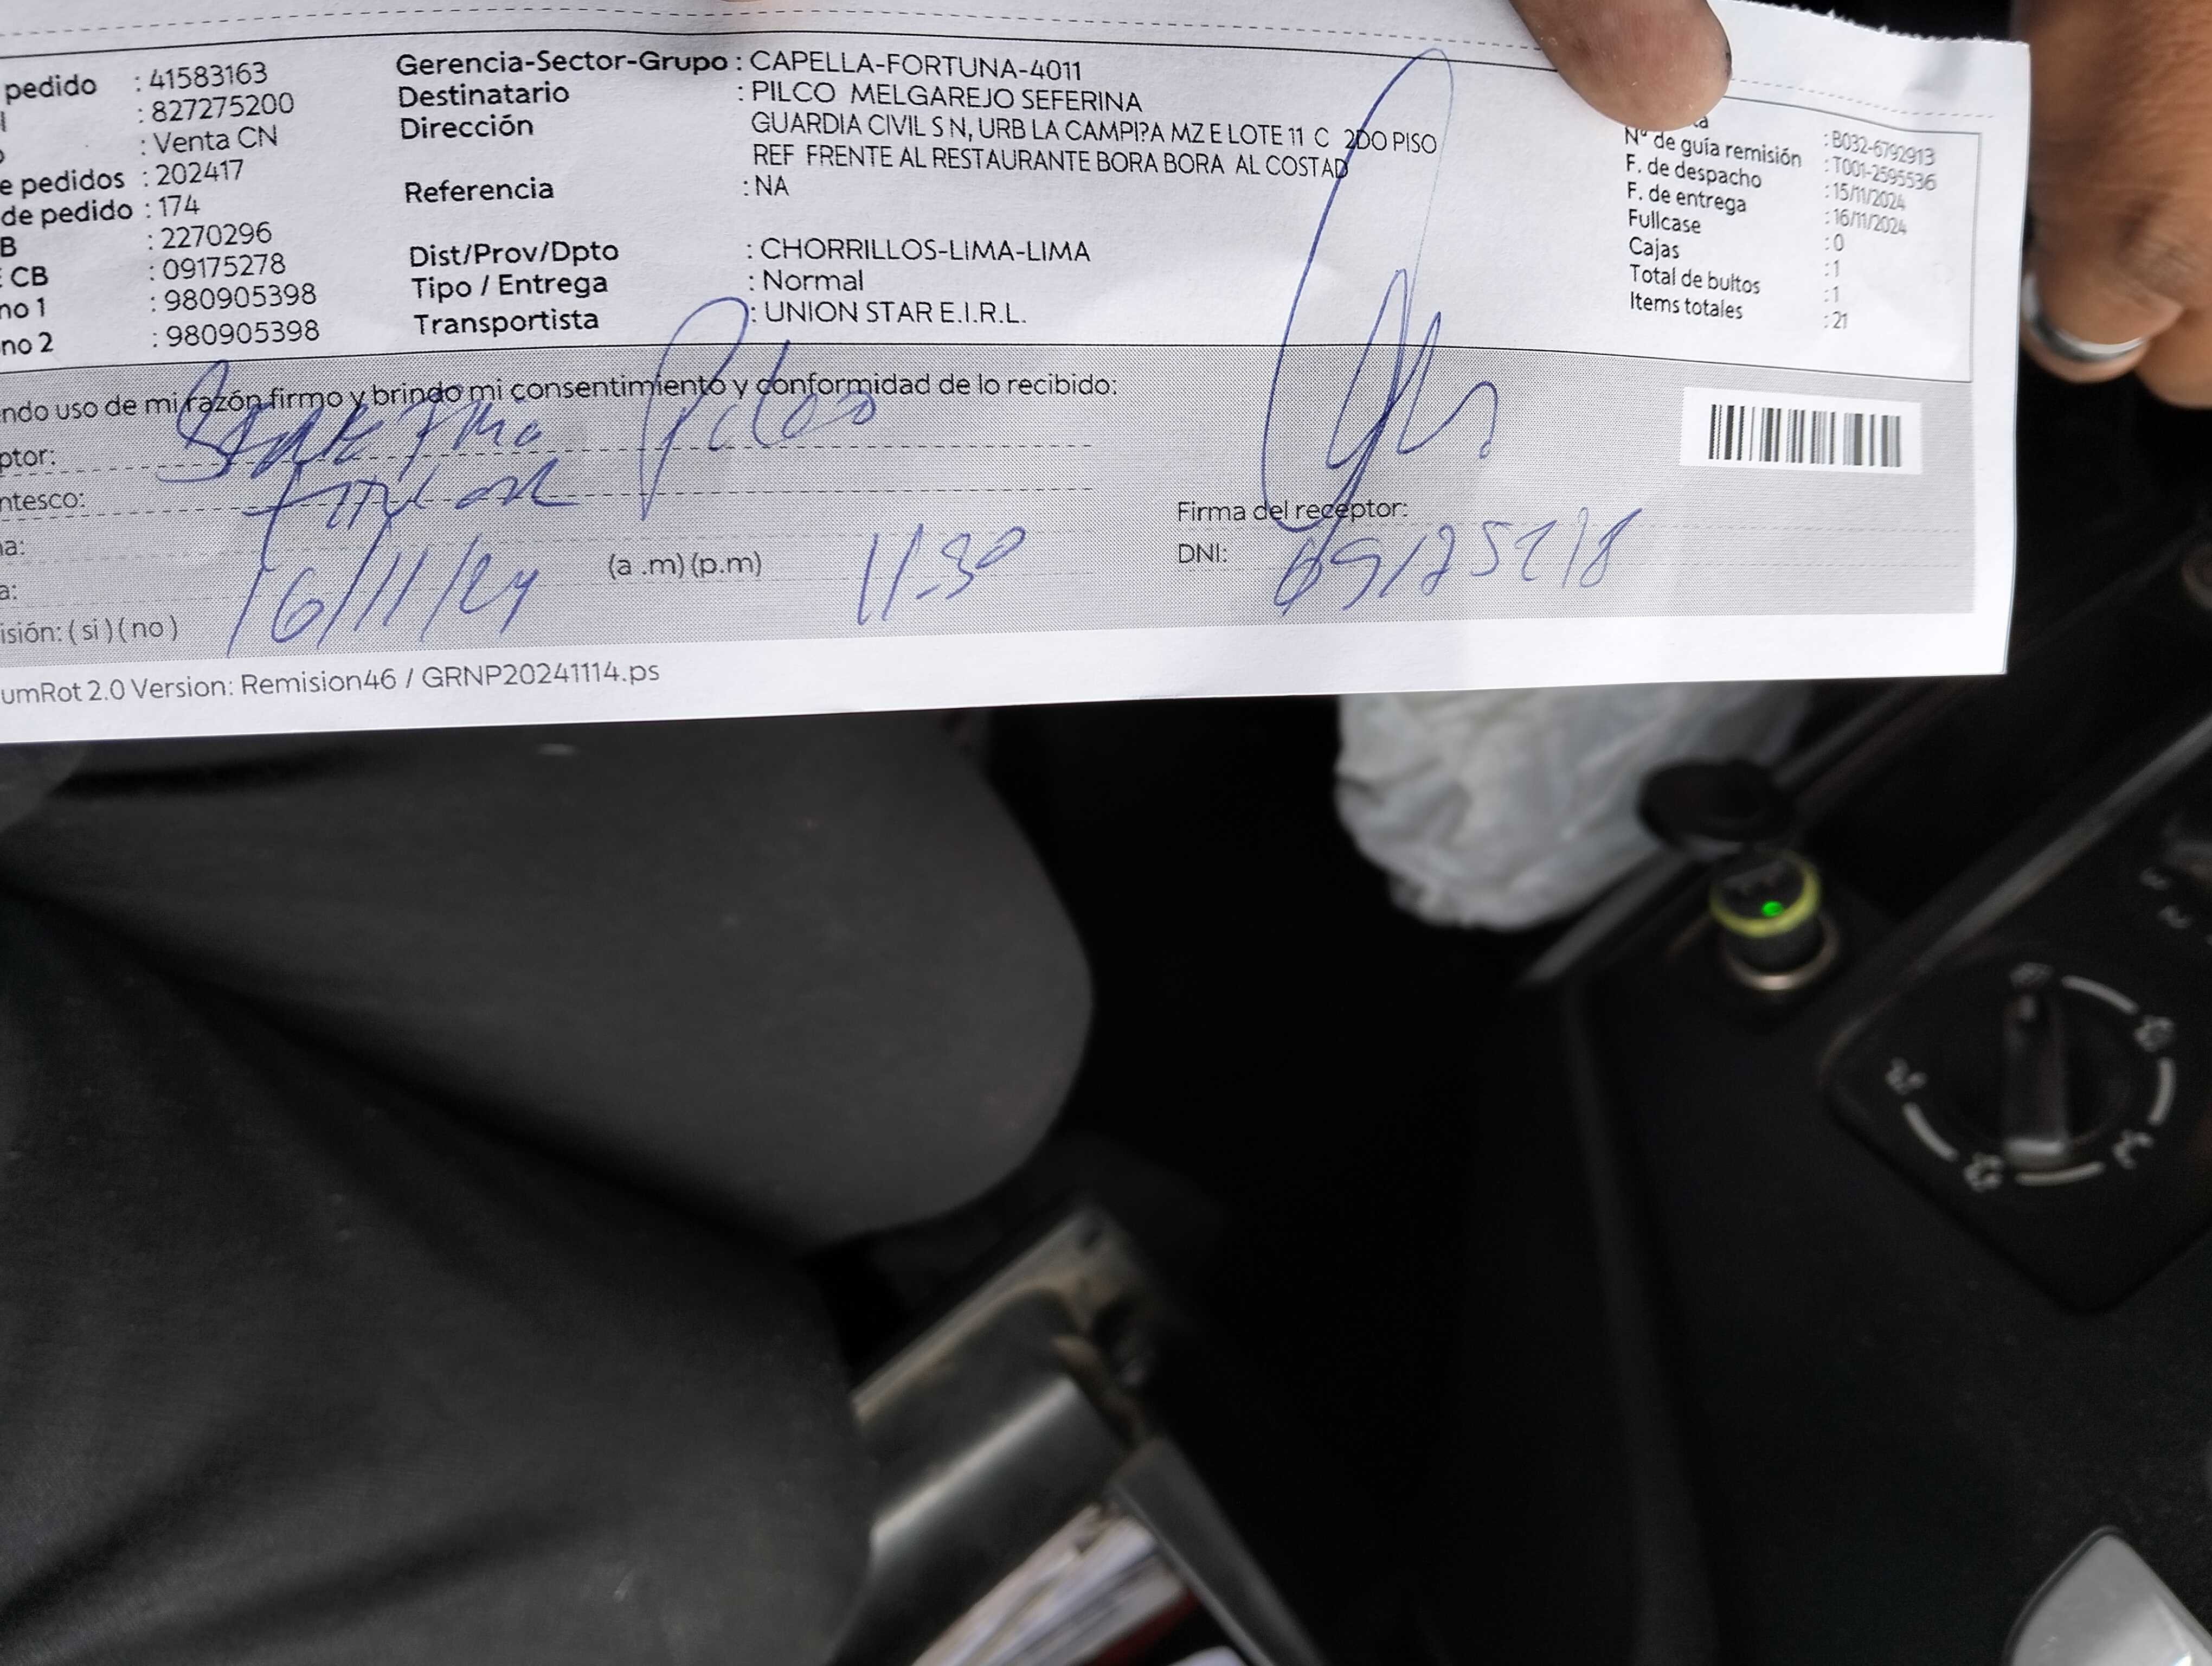 pedido : 41583163
: 827275200
: Venta CN
e pedidos : 202417
de pedido : 174
B : 2270296
CB : 09175278
no 1 : 980905398
no 2 : 980905398
Gerencia-Sector-Grupo : CAPELLA-FORTUNA-4011
Destinatario : PILCO MELGAREJO SEFERINA
Dirección GUARDIA CIVIL S N, URB LA CAMPI?A MZ E LOTE 11 C 2DO PISO
REF FRENTE AL RESTAURANTE BORA BORA AL COSTAD
Referencia : NA
Dist/Prov/Dpto : CHORRILLOS-LIMA-LIMA
Tipo / Entrega : Normal
Transportista : UNION STAR E.I.R.L.
ta : B032-6792913
N° de guía remisión : T001-2595536
F. de despacho : 15/11/2024
F. de entrega : 16/11/2024
Fullcase : 0
Cajas : 1
Total de bultos : 1
Items totales : 21
ndo uso de mi razón firmo y brindo mi consentimiento y conformidad de lo recibido:
ptor: Pilco
ntesco: titular
na:
a: 16/11/24 (a .m) (p.m) 11.30
isión: ( si ) ( no )
Firma del receptor:
DNI:
umRot 2.0 Version: Remision46 / GRNP20241114.ps